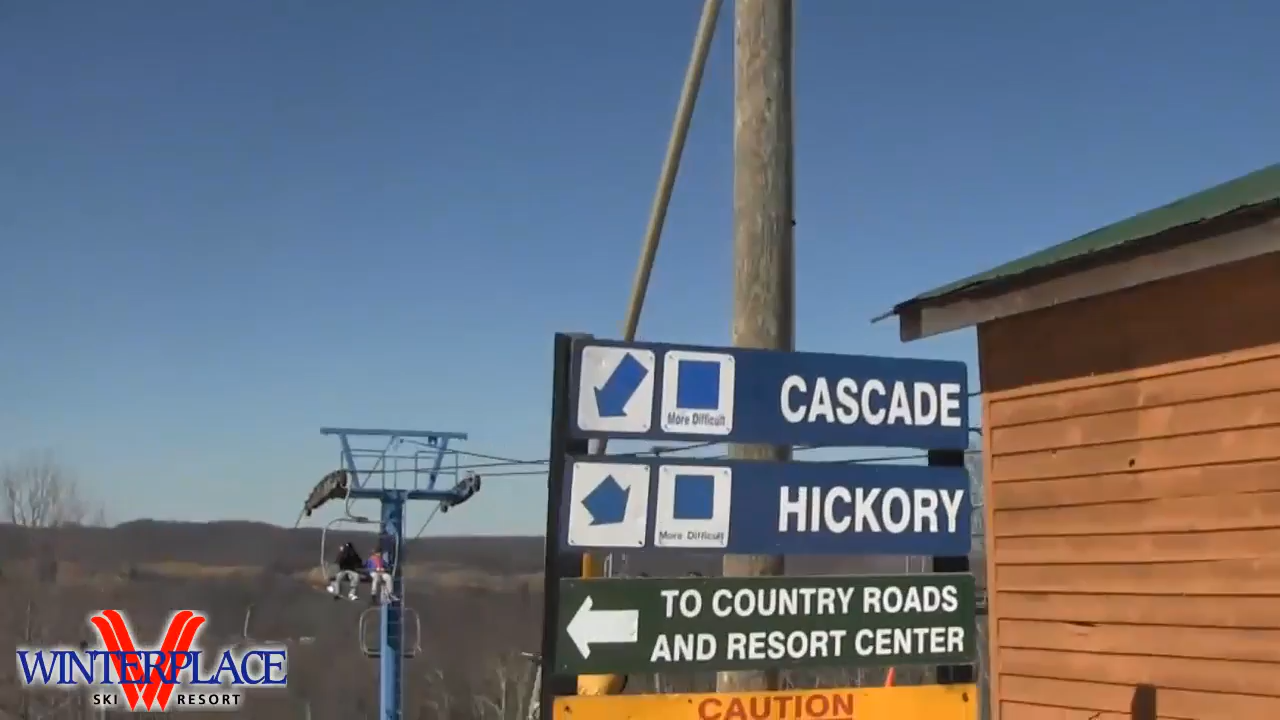 More Difficult
CASCADE
More Difficult
HICKORY
TO COUNTRY ROADS
AND RESORT CENTER
CAUTION
WINTERPLACE
SKI RESORT